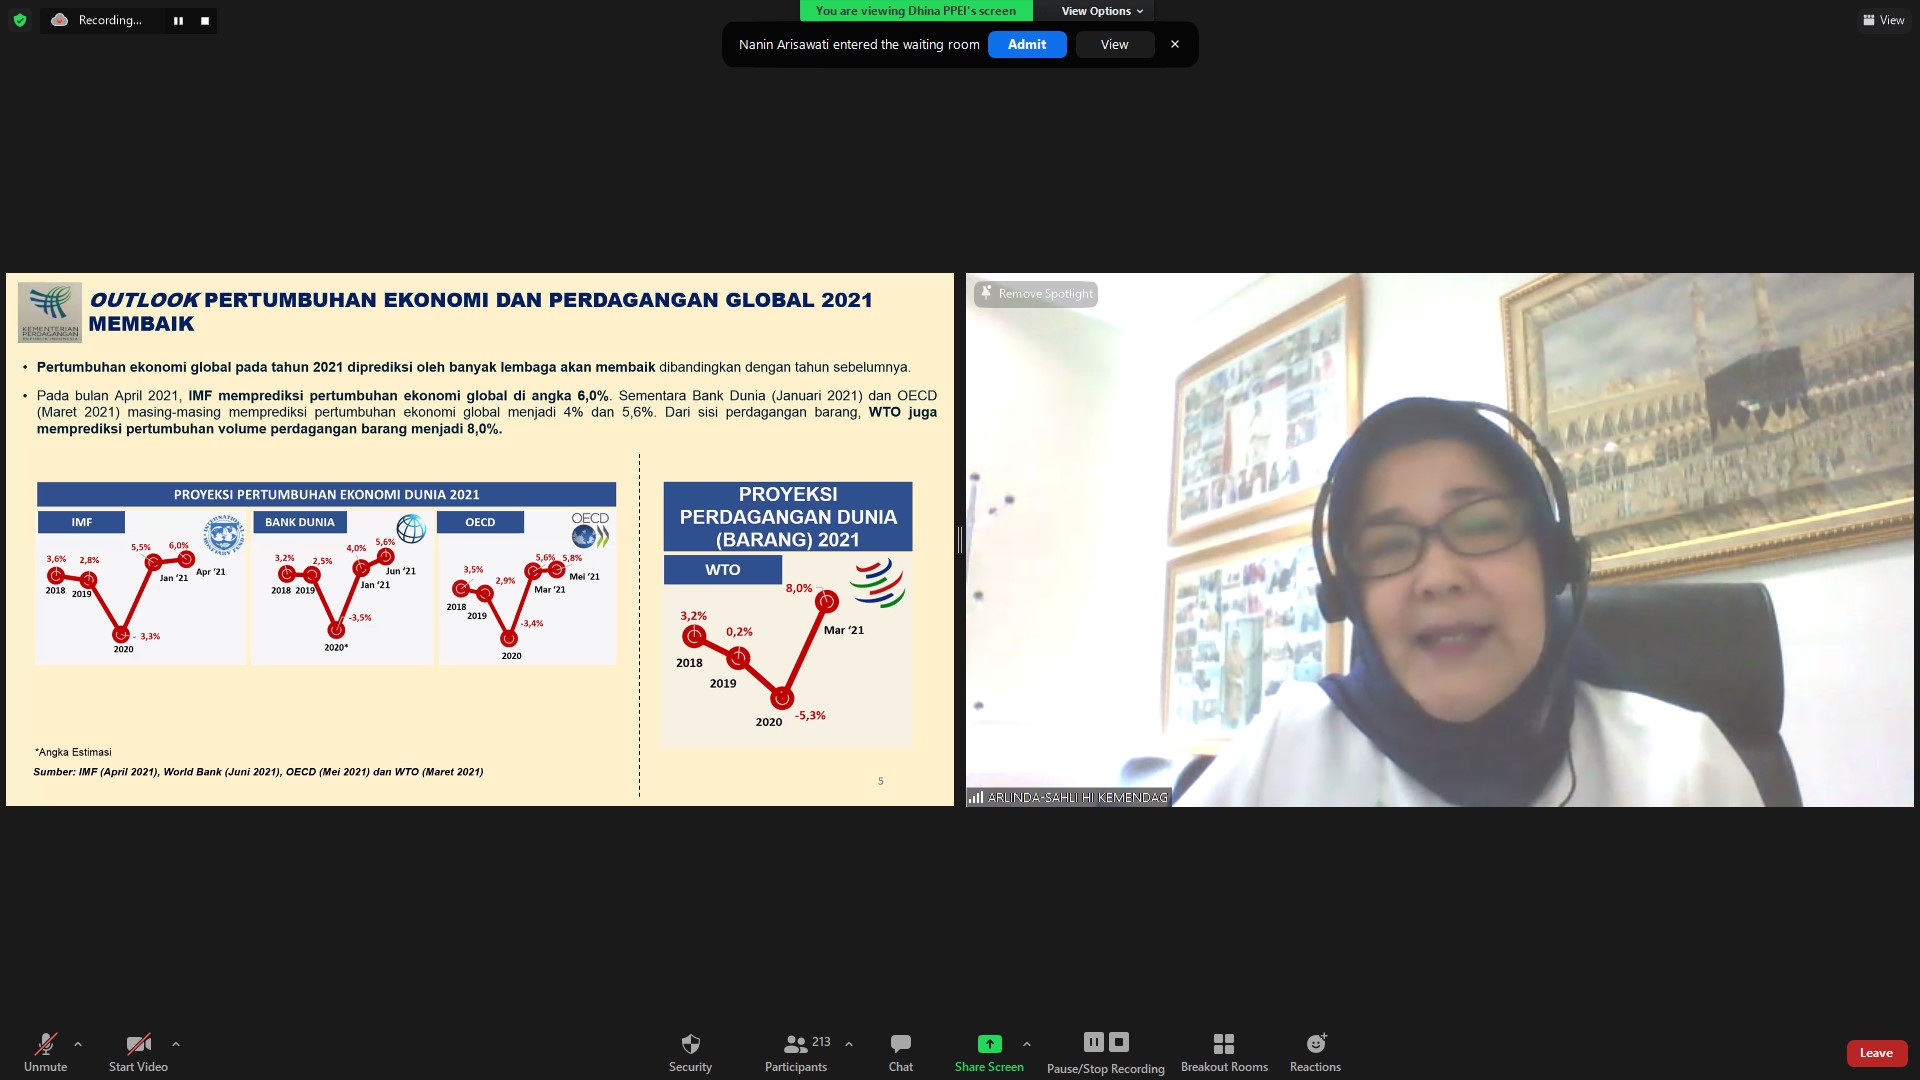 Recording...
You are viewing Dhina PPEI's screen
View Options
View
Nanin Arisawati entered the waiting room
Admit
View
KEMENTERIAN
PERDAGANGAN
OUTLOOK PERTUMBUHAN EKONOMI DAN PERDAGANGAN GLOBAL 2021
MEMBAIK
• Pertumbuhan ekonomi global pada tahun 2021 diprediksi oleh banyak lembaga akan membaik dibandingkan dengan tahun sebelumnya.
• Pada bulan April 2021, IMF memprediksi pertumbuhan ekonomi global di angka 6,0%. Sementara Bank Dunia (Januari 2021) dan OECD
(Maret 2021) masing-masing memprediksi pertumbuhan ekonomi global menjadi 4% dan 5,6%. Dari sisi perdagangan barang, WTO juga
memprediksi pertumbuhan volume perdagangan barang menjadi 8,0%.
PROYEKSI PERTUMBUHAN EKONOMI DUNIA 2021
IMF
INTERNATIONAL
MONETARY FUND
3,6%
2,8%
5,5%
6,0%
2018
2019
Jan '21
Apr '21
- 3,3%
2020
BANK DUNIA
3,2%
2,5%
4,0%
5,6%
2018
2019
Jan '21
Jun '21
-3,5%
2020*
OECD
OECD
3,5%
2,9%
5,6%
5,8%
2018
2019
Mar '21
Mei '21
-3,4%
2020
PROYEKSI
PERDAGANGAN DUNIA
(BARANG) 2021
WTO
3,2%
0,2%
8,0%
2018
2019
Mar '21
2020
-5,3%
*Angka Estimasi
Sumber: IMF (April 2021), World Bank (Juni 2021), OECD (Mei 2021) dan WTO (Maret 2021)
5
Remove Spotlight
ARLINDA-SAHLI HI KEMENDAG
Unmute
Start Video
Security
213
Participants
Chat
Share Screen
Pause/Stop Recording
Breakout Rooms
Reactions
Leave